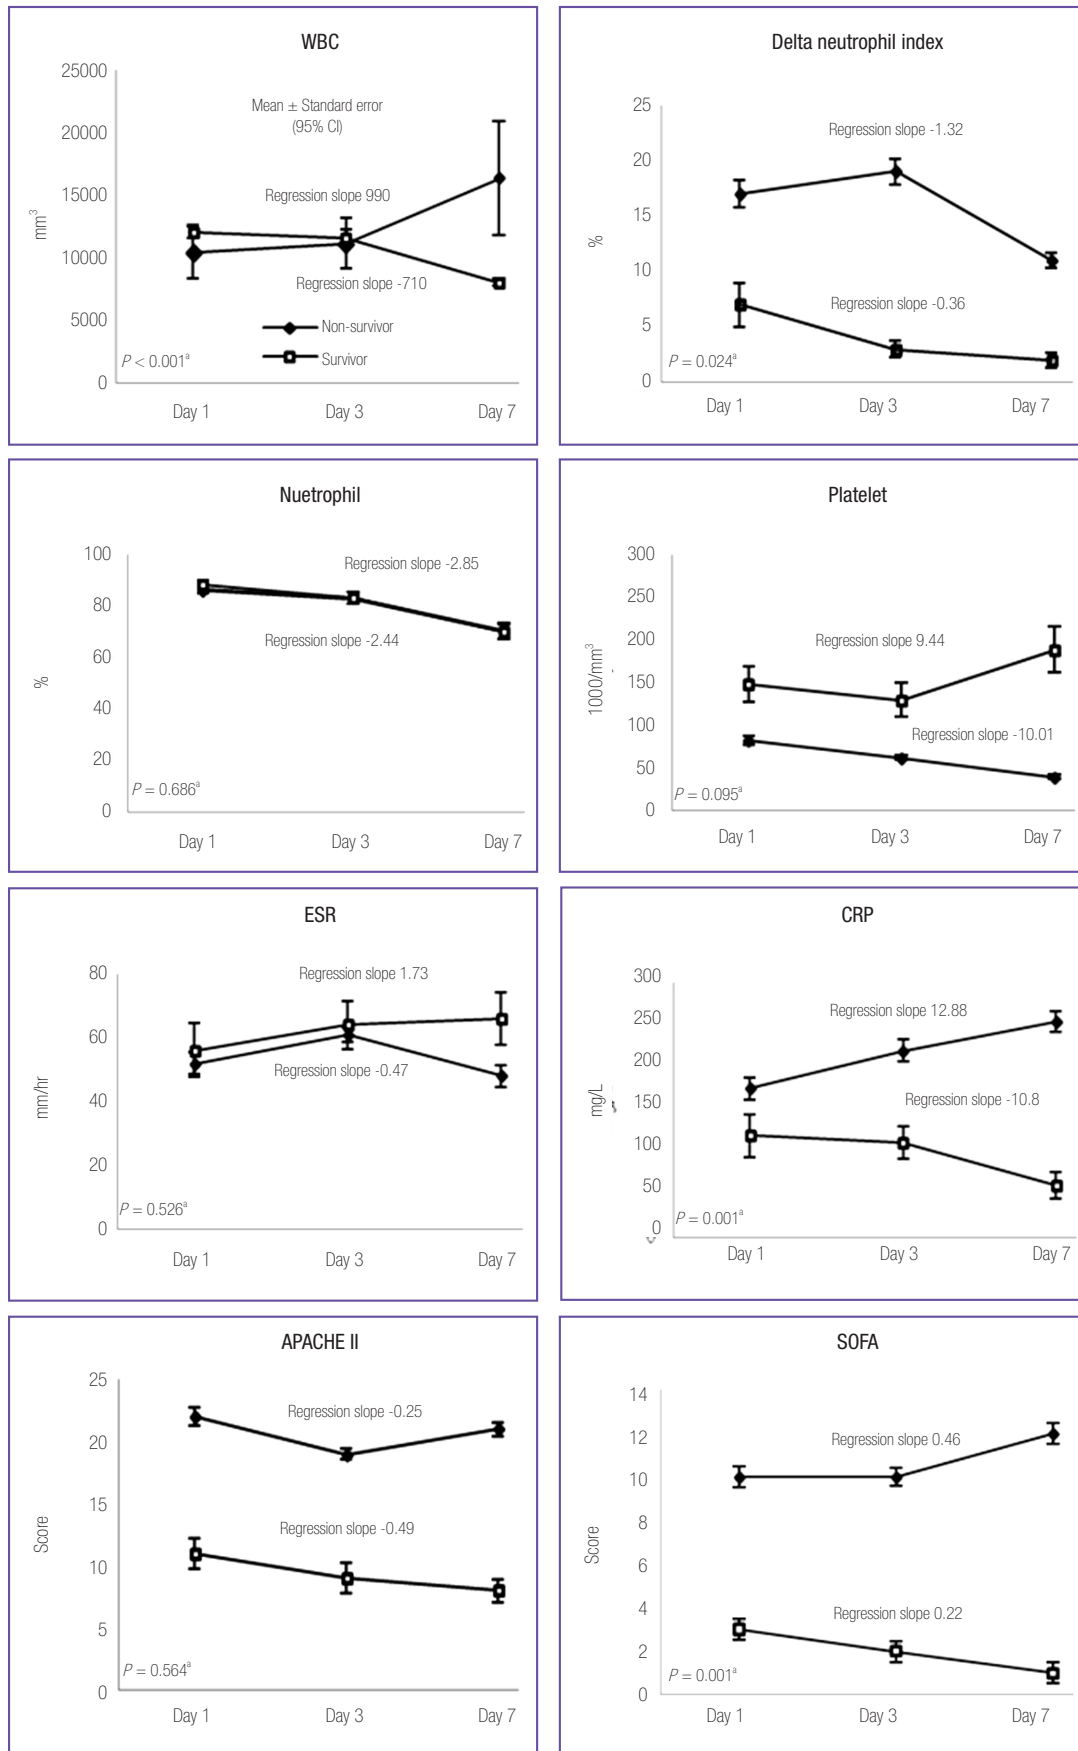 WBC
25000
20000
15000
10000
5000
0
mm³
Mean ± Standard error
(95% CI)
Regression slope 990
Regression slope -710
Non-survivor
Survivor
P < 0.001ᵃ
Day 1
Day 3
Day 7
Delta neutrophil index
25
20
15
10
5
0
%
Regression slope -1.32
Regression slope -0.36
P = 0.024ᵃ
Day 1
Day 3
Day 7
Nuetrophil
100
80
60
40
20
0
%
Regression slope -2.85
Regression slope -2.44
P = 0.686ᵃ
Day 1
Day 3
Day 7
Platelet
300
250
200
150
100
50
0
1000/mm³
Regression slope 9.44
Regression slope -10.01
P = 0.095ᵃ
Day 1
Day 3
Day 7
ESR
80
60
40
20
0
mm/hr
Regression slope 1.73
Regression slope -0.47
P = 0.526ᵃ
Day 1
Day 3
Day 7
CRP
300
250
200
150
100
50
0
mg/L
Regression slope 12.88
Regression slope -10.8
P = 0.001ᵃ
Day 1
Day 3
Day 7
APACHE II
25
20
15
10
5
0
Score
Regression slope -0.25
Regression slope -0.49
P = 0.564ᵃ
Day 1
Day 3
Day 7
SOFA
14
12
10
8
6
4
2
0
Score
Regression slope 0.46
Regression slope 0.22
P = 0.001ᵃ
Day 1
Day 3
Day 7